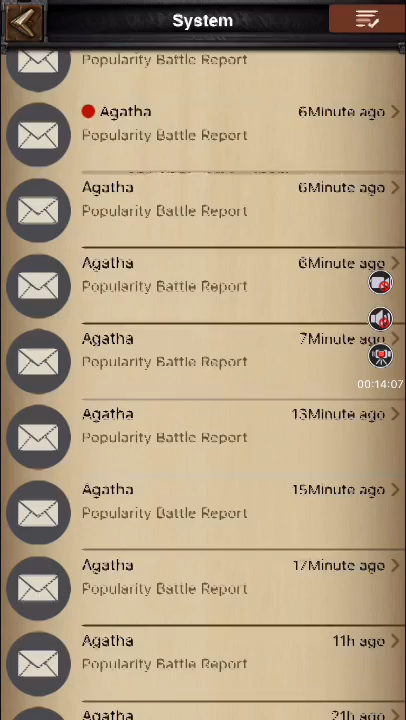 System
Popularity Battle Report
Agatha 6Minute ago
Popularity Battle Report
Agatha 6Minute ago
Popularity Battle Report
Agatha 6Minute ago
Popularity Battle Report
Agatha 7Minute ago
Popularity Battle Report
00:14:07
Agatha 13Minute ago
Popularity Battle Report
Agatha 15Minute ago
Popularity Battle Report
Agatha 17Minute ago
Popularity Battle Report
Agatha 11h ago
Popularity Battle Report
Agatha 21h ago